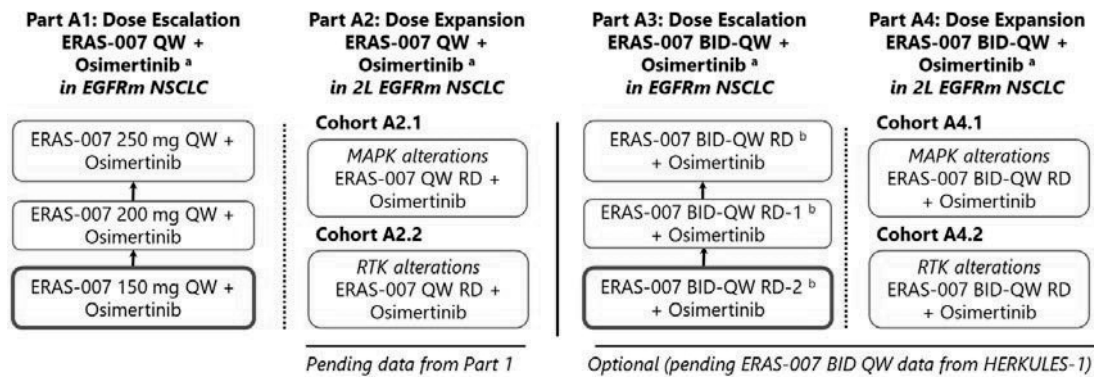 Part A1: Dose Escalation
ERAS-007 QW +
Osimertinib a
in EGFRm NSCLC
ERAS-007 250 mg QW +
Osimertinib
ERAS-007 200 mg QW +
Osimertinib
ERAS-007 150 mg QW +
Osimertinib
Part A2: Dose Expansion
ERAS-007 QW +
Osimertinib a
in 2L EGFRm NSCLC
Cohort A2.1
MAPK alterations
ERAS-007 QW RD +
Osimertinib
Cohort A2.2
RTK alterations
ERAS-007 QW RD +
Osimertinib
Pending data from Part 1
Part A3: Dose Escalation
ERAS-007 BID-QW +
Osimertinib a
in EGFRm NSCLC
ERAS-007 BID-QW RD b
+ Osimertinib
ERAS-007 BID-QW RD-1 b
+ Osimertinib
ERAS-007 BID-QW RD-2 b
+ Osimertinib
Part A4: Dose Expansion
ERAS-007 BID-QW +
Osimertinib a
in 2L EGFRm NSCLC
Cohort A4.1
MAPK alterations
ERAS-007 BID-QW RD
+ Osimertinib
Cohort A4.2
RTK alterations
ERAS-007 BID-QW RD
+ Osimertinib
Optional (pending ERAS-007 BID QW data from HERKULES-1)